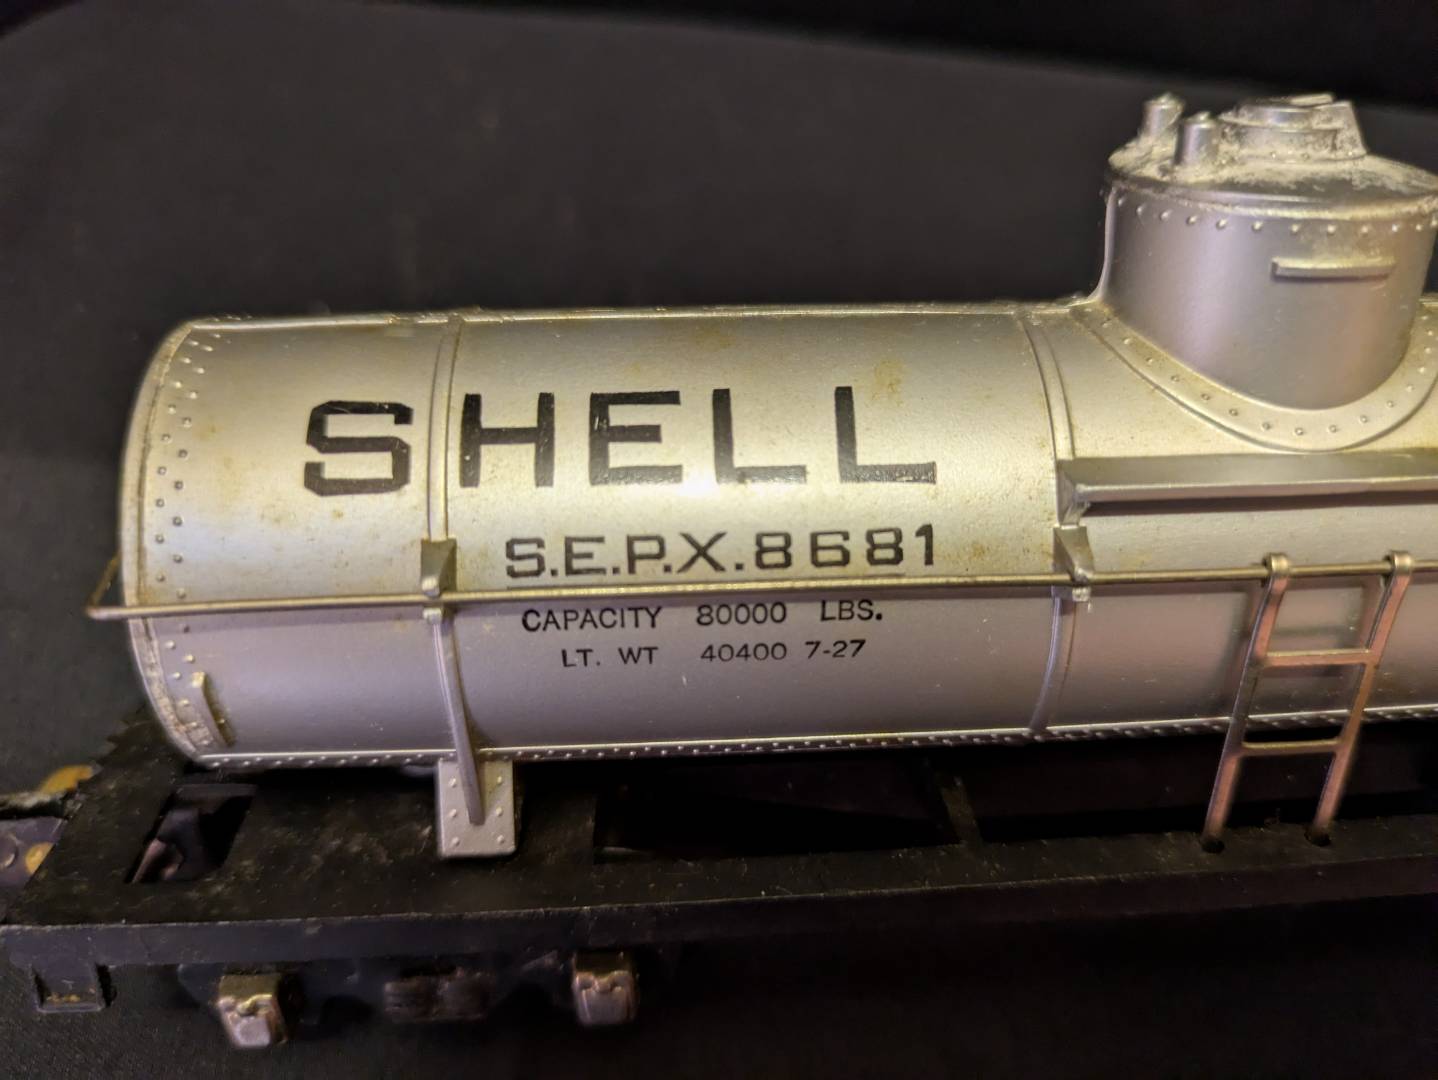 SHELL
S.E.P.X.8681
CAPACITY 80000 LBS.
LT. WT 40400 7-27